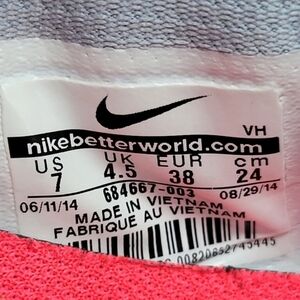 VH
nikebetterworld.com
US UK EUR cm
7 4.5 38 24
684667-003
06/11/14 08/29/14
MADE IN VIETNAM
FABRIQUE AU VIETNAM